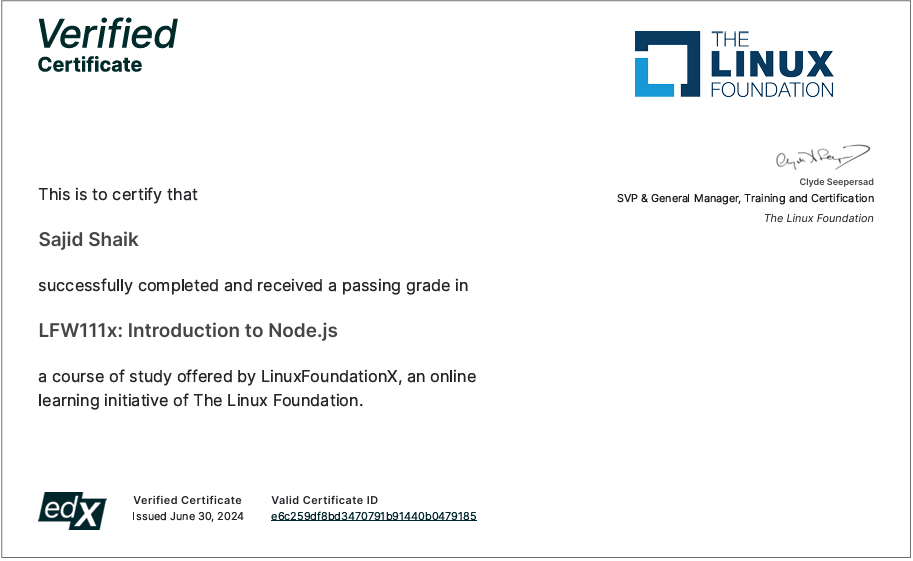 Verified
Certificate
THE
LINUX
FOUNDATION
Clyde Seepersad
SVP & General Manager, Training and Certification
The Linux Foundation
This is to certify that
Sajid Shaik
successfully completed and received a passing grade in
LFW111x: Introduction to Node.js
a course of study offered by LinuxFoundationX, an online
learning initiative of The Linux Foundation.
edX
Verified Certificate
Issued June 30, 2024
Valid Certificate ID
e6c259df8bd3470791b91440b0479185